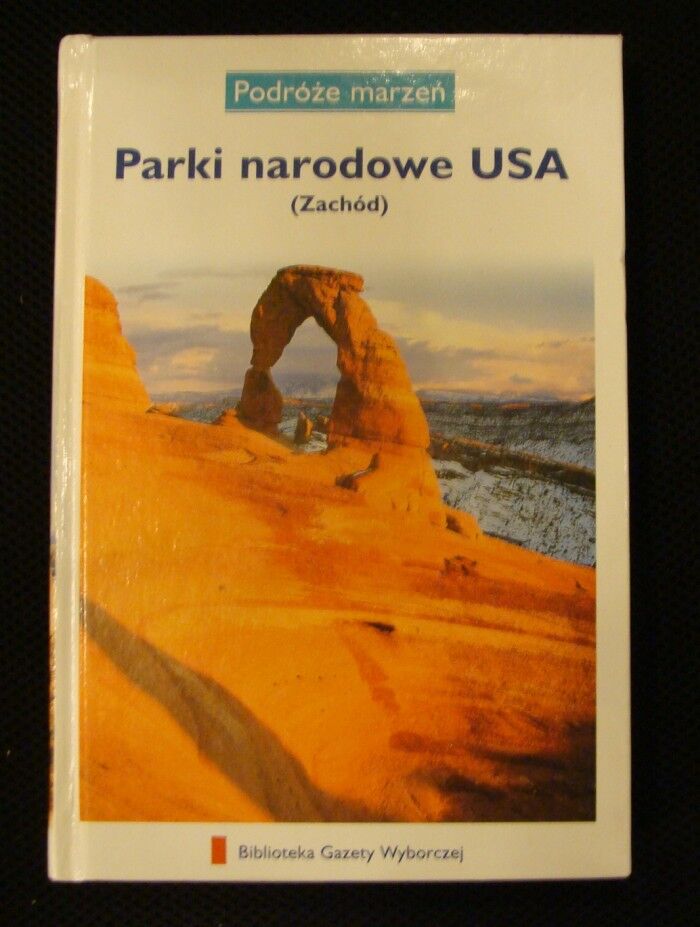 Podróże marzeń
Parki narodowe USA
(Zachód)
Biblioteka Gazety Wyborczej